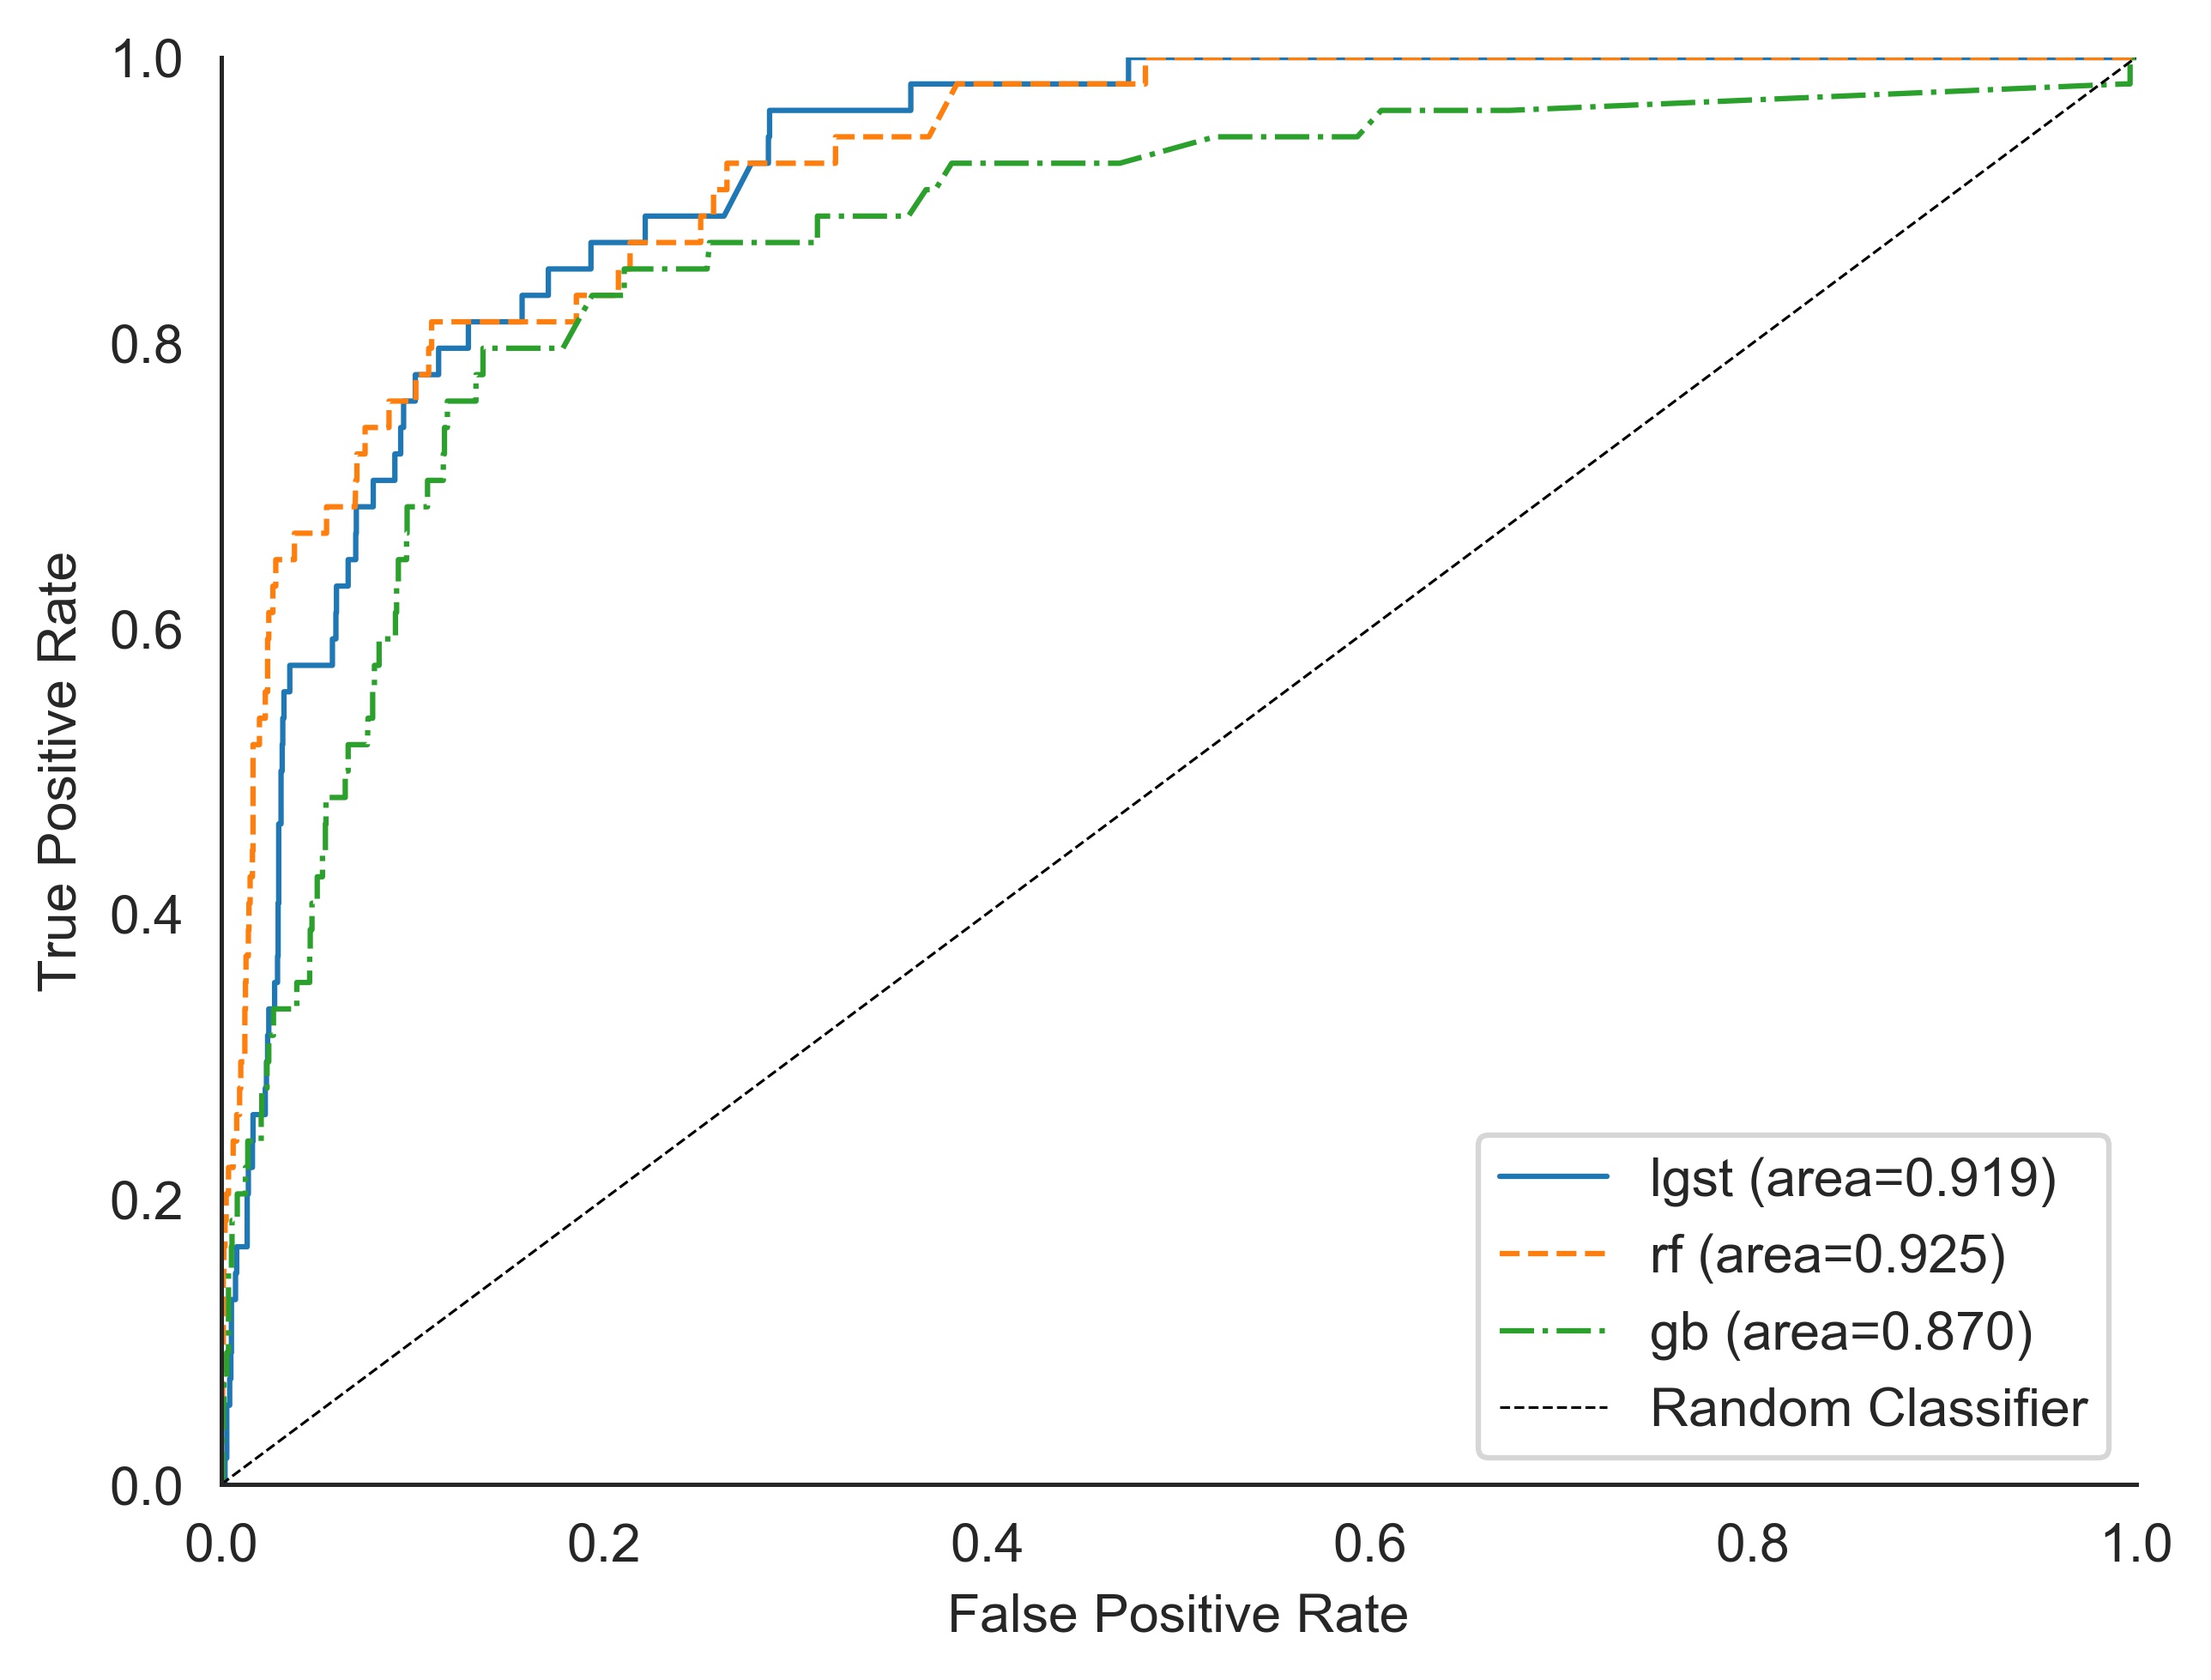 1.0
0.8
0.6
0.4
0.2
0.0
True Positive Rate
0.0 0.2 0.4 0.6 0.8 1.0
False Positive Rate
lgst (area=0.919)
rf (area=0.925)
gb (area=0.870)
Random Classifier